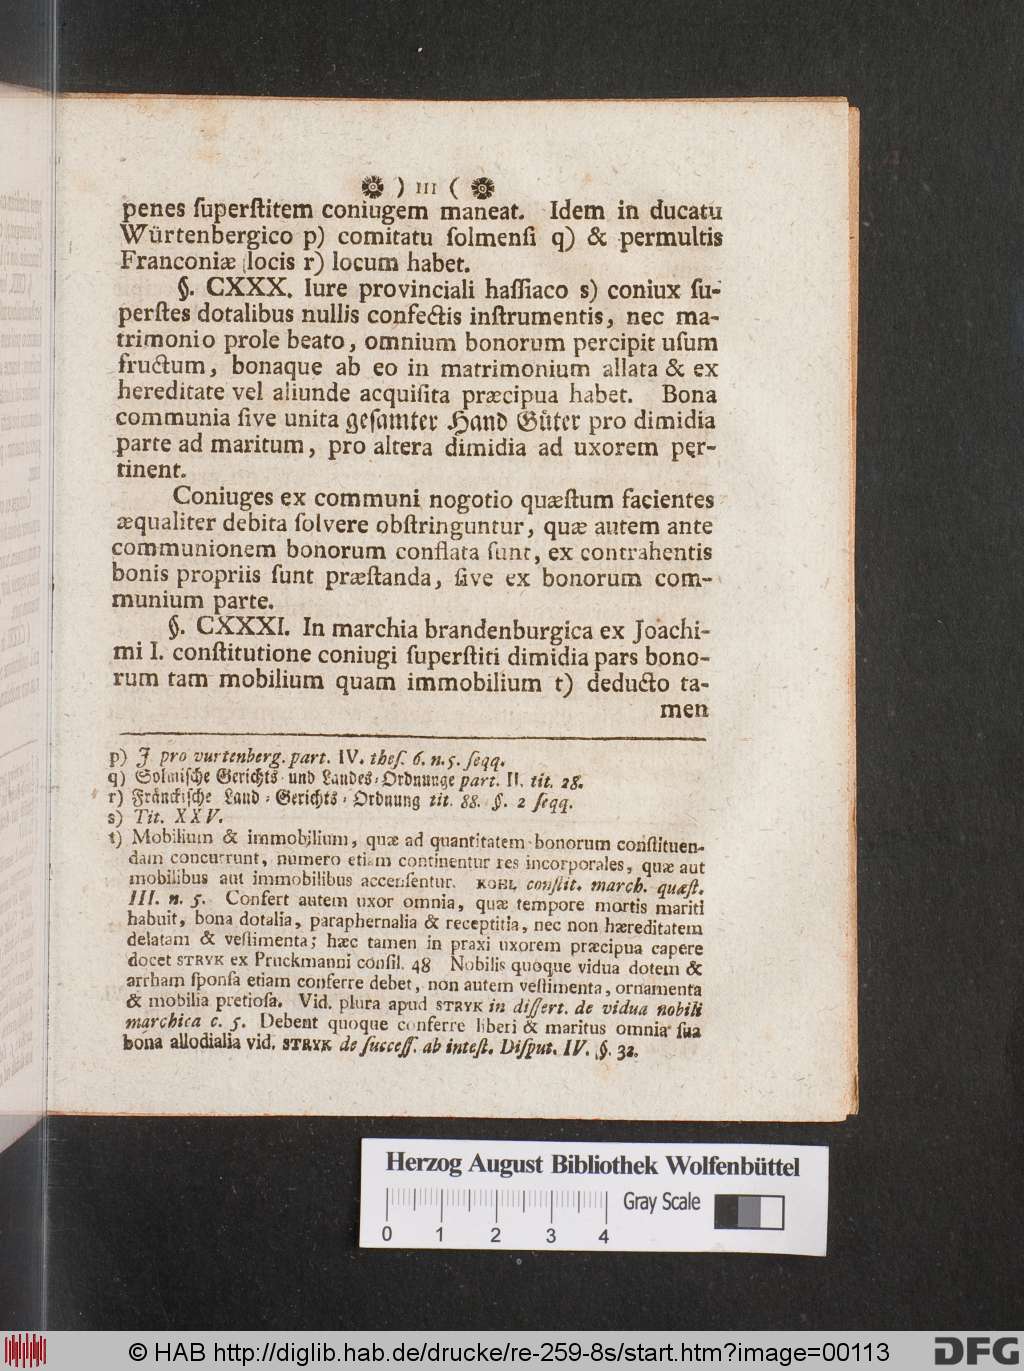 ❁ ) III ( ❁
penes ſuperſtitem coniugem maneat. Idem in ducatu
Würtenbergico p) comitatu ſolmenſi q) & permultis
Franconiæ locis r) locum habet.
§. CXXX. Iure provinciali haſſiaco s) coniux ſu-
perſtes dotalibus nullis confectis inſtrumentis, nec ma-
trimonio prole beato, omnium bonorum percipit uſum
fructum, bonaque ab eo in matrimonium allata & ex
hereditate vel aliunde acquiſita præcipua habet. Bona
communia ſive unita geſamter Hand Güter pro dimidia
parte ad maritum, pro altera dimidia ad uxorem per-
tinent.
Coniuges ex communi nogotio quæſtum facientes
æqualiter debita ſolvere obſtringuntur, quæ autem ante
communionem bonorum conflata ſunt, ex contrahentis
bonis propriis ſunt præſtanda, ſive ex bonorum com-
munium parte.
§. CXXXI. In marchia brandenburgica ex Joachi-
mi I. conſtitutione coniugi ſuperſtiti dimidia pars bono-
rum tam mobilium quam immobilium t) deducto ta-
men
p) J pro vurtenberg. part. IV. theſ. 6. n. 5. ſeqq.
q) Solmiſche Gerichts und Landes-Ordnunge part. II. tit. 28.
r) Fränckiſche Land-Gerichts-Ordnung tit. 88. §. 2 ſeqq.
s) Tit. XXV.
t) Mobilium & immobilium, quæ ad quantitatem bonorum conſtituen-
dam concurrunt, numero etiam continentur res incorporales, quæ aut
mobilibus aut immobilibus accenſentur. KOHL conſtit. march. quæſt.
III. n. 5. Confert autem uxor omnia, quæ tempore mortis mariti
habuit, bona dotalia, paraphernalia & receptitia, nec non hæreditatem
delatam & veſtimenta; hæc tamen in praxi uxorem præcipua capere
docet STRYK ex Pruckmanni conſil. 48 Nobilis quoque vidua dotem &
arrham ſponſa etiam conferre debet, non autem veſtimenta, ornamenta
& mobilia pretioſa. Vid. plura apud STRYK in diſſert. de vidua nobili
marchica c. 5. Debent quoque conferre liberi & maritus omnia ſua
bona allodialia vid. STRYK de ſucceſſ. ab inteſt. Diſput. IV. §. 32.
Herzog August Bibliothek Wolfenbüttel
Gray Scale
0 1 2 3 4
© HAB http://diglib.hab.de/drucke/re-259-8s/start.htm?image=00113
DFG